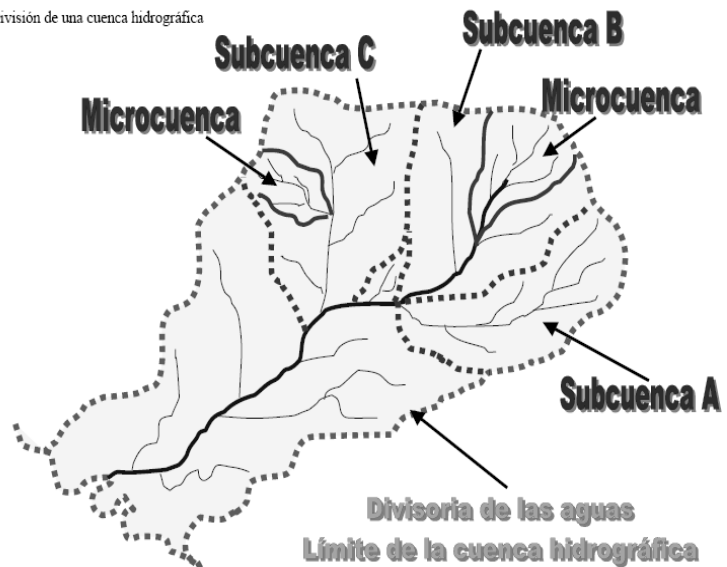 ivisión de una cuenca hidrográfica
Subcuenca B
Subcuenca C
Microcuenca
Microcuenca
Subcuenca A
Divisoria de las aguas
Límite de la cuenca hidrográfica